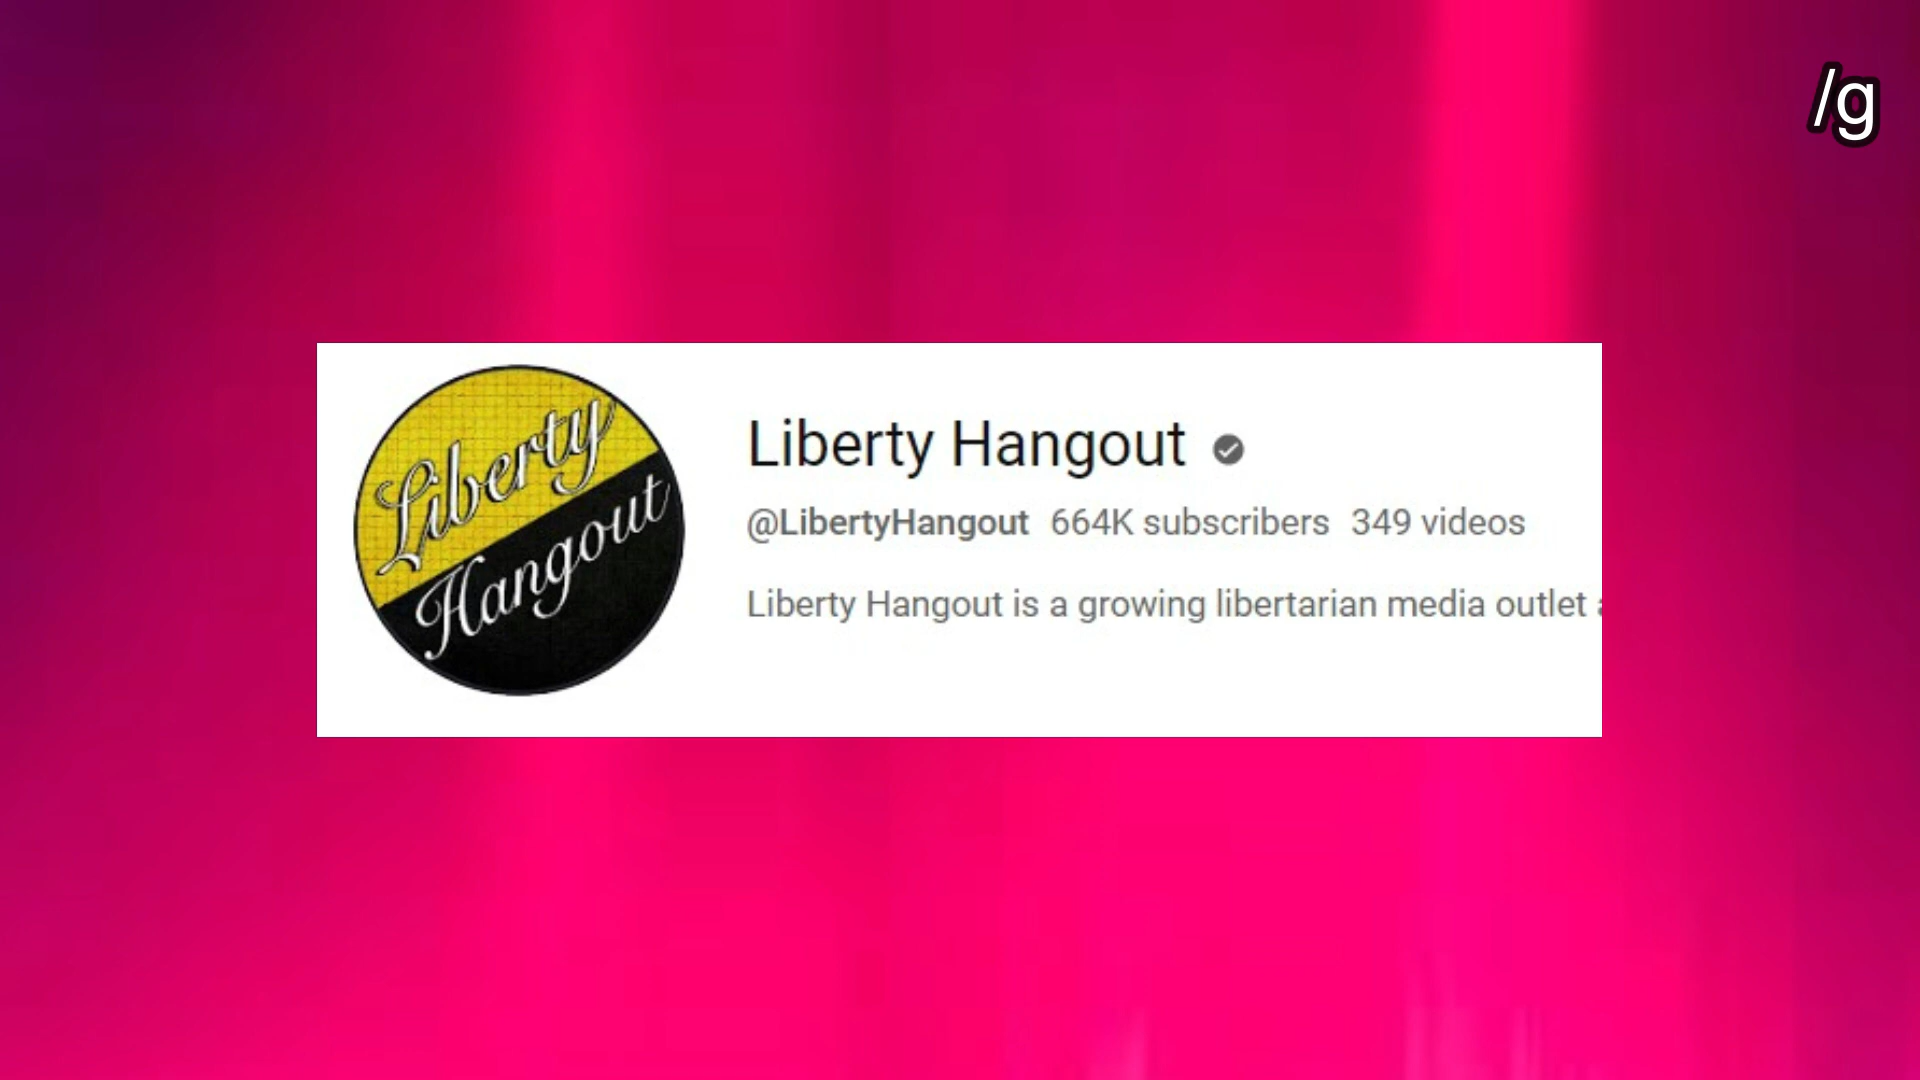 /g
Liberty
Hangout
Liberty Hangout
@LibertyHangout 664K subscribers 349 videos
Liberty Hangout is a growing libertarian media outlet